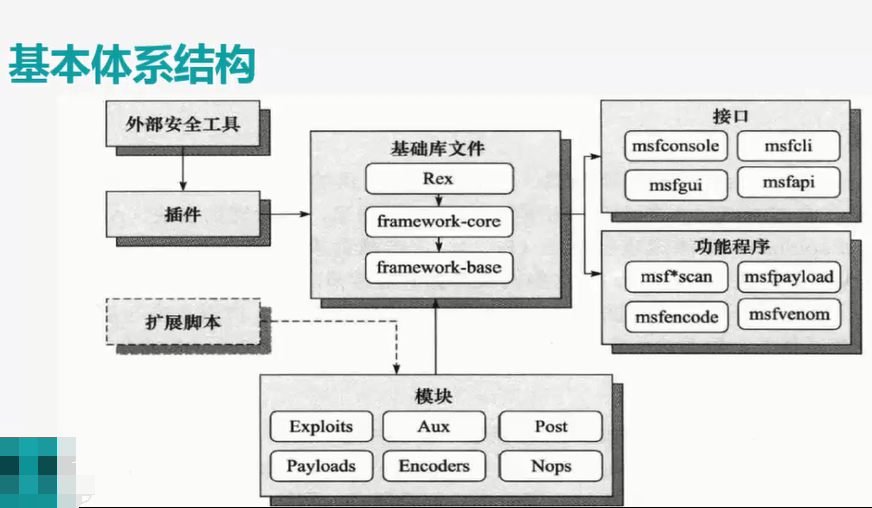 基本体系结构
外部安全工具
插件
扩展脚本
基础库文件
Rex
framework-core
framework-base
接口
msfconsole
msfcli
msfgui
msfapi
功能程序
msf*scan
msfpayload
msfencode
msfvenom
模块
Exploits
Aux
Post
Payloads
Encoders
Nops